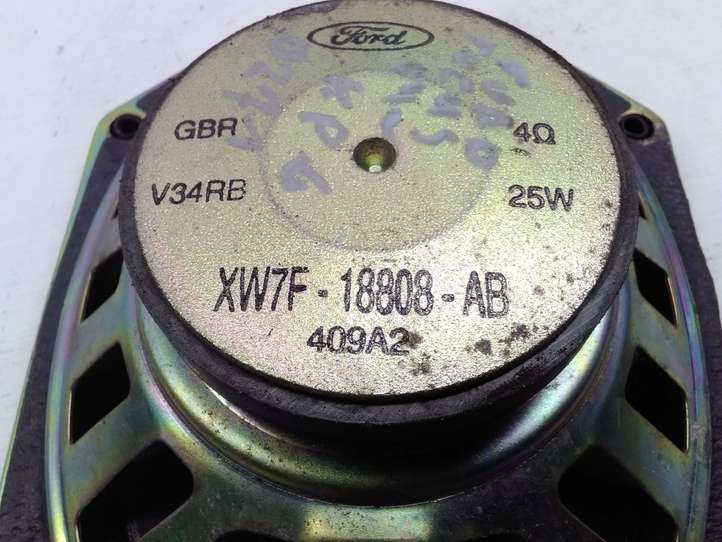 Ford
GBR 4Ω
V34RB 25W
XW7F-18808-AB
409A2